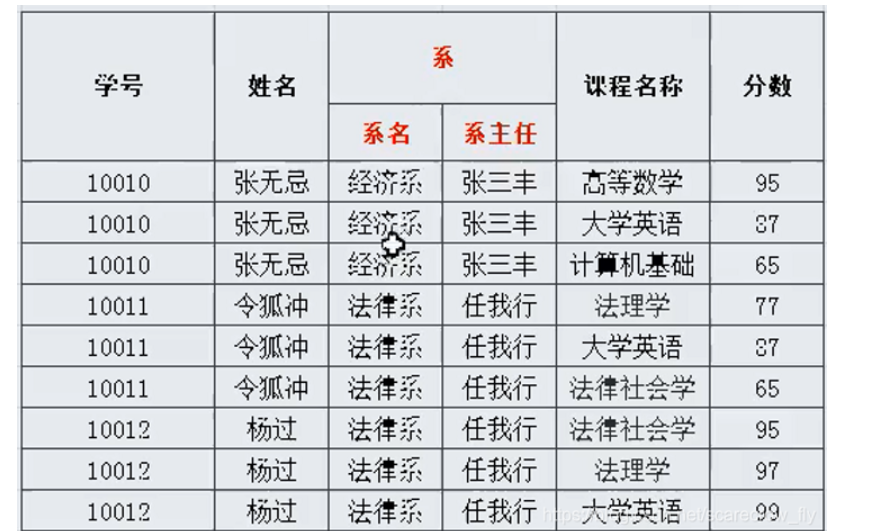 学号 姓名 系 课程名称 分数
系名 系主任
10010 张无忌 经济系 张三丰 高等数学 95
10010 张无忌 经济系 张三丰 大学英语 87
10010 张无忌 经济系 张三丰 计算机基础 65
10011 令狐冲 法律系 任我行 法理学 77
10011 令狐冲 法律系 任我行 大学英语 87
10011 令狐冲 法律系 任我行 法律社会学 65
10012 杨过 法律系 任我行 法律社会学 95
10012 杨过 法律系 任我行 法理学 97
10012 杨过 法律系 任我行 大学英语 99